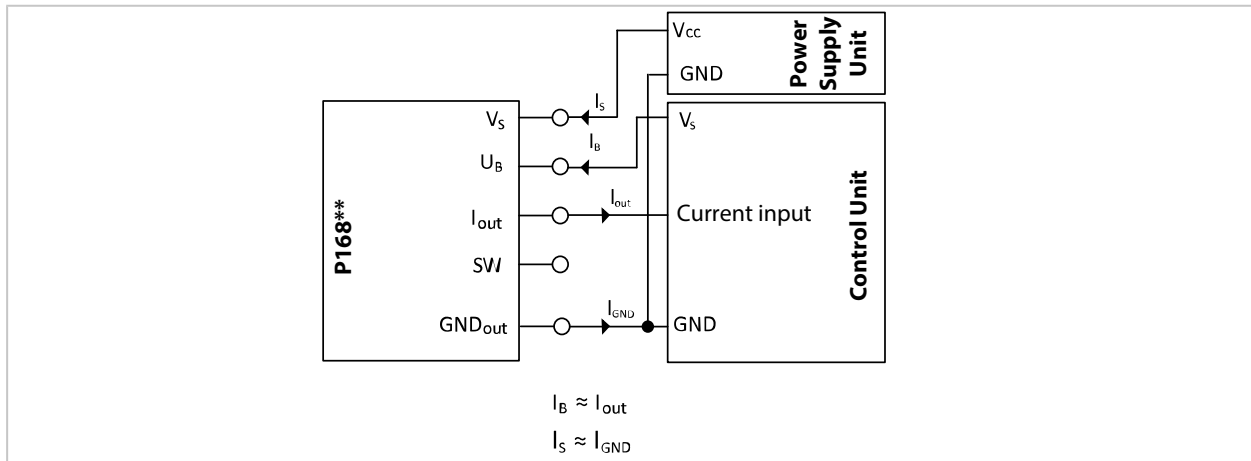 Vcc
GND
Power
Supply
Unit
P168**
Vs
UB
Iout
SW
GNDout
IS
IB
Iout
IGND
Vs
Current input
GND
Control Unit
IB ≈ Iout
IS ≈ IGND